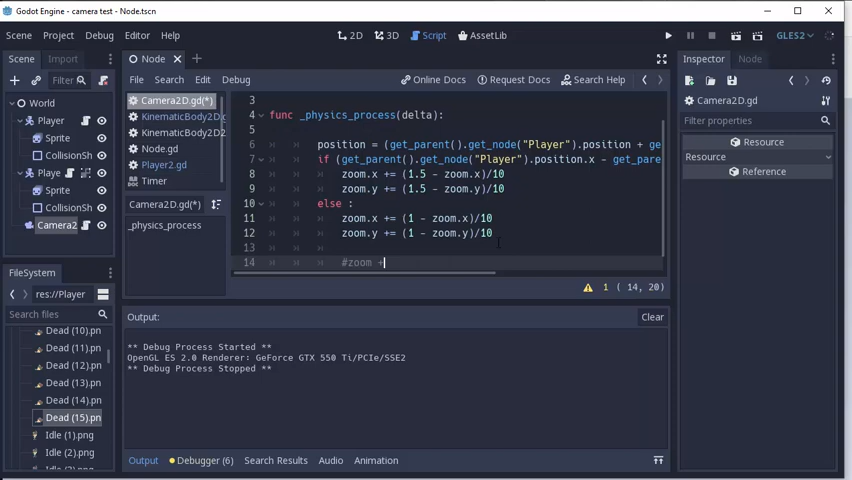 Godot Engine - camera test - Node.tscn
Scene Project Debug Editor Help
2D 3D Script AssetLib
GLES2
Scene Import
Filter
World
Player
Sprite
CollisionSh
Playe
Sprite
CollisionSh
Camera2
FileSystem
res://Player
Search files
Dead (10).pn
Dead (11).pn
Dead (12).pn
Dead (13).pn
Dead (14).pn
Dead (15).pn
Idle (1).png
Idle (2).png
Node
File Search Edit Debug
Online Docs Request Docs Search Help
Camera2D.gd(*)
KinematicBody2D.g
KinematicBody2D2
Node.gd
Player2.gd
Timer
Camera2D.gd(*)
_physics_process
3
4 func _physics_process(delta):
5
6 position = (get_parent().get_node("Player").position + ge
7 if (get_parent().get_node("Player").position.x - get_pare
8 zoom.x += (1.5 - zoom.x)/10
9 zoom.y += (1.5 - zoom.y)/10
10 else :
11 zoom.x += (1 - zoom.x)/10
12 zoom.y += (1 - zoom.y)/10
13
14 #zoom +
1 ( 14, 20)
Output:
Clear
** Debug Process Started **
OpenGL ES 2.0 Renderer: GeForce GTX 550 Ti/PCIe/SSE2
** Debug Process Stopped **
Output Debugger (6) Search Results Audio Animation
Inspector Node
Camera2D.gd
Filter properties
Resource
Resource
Reference